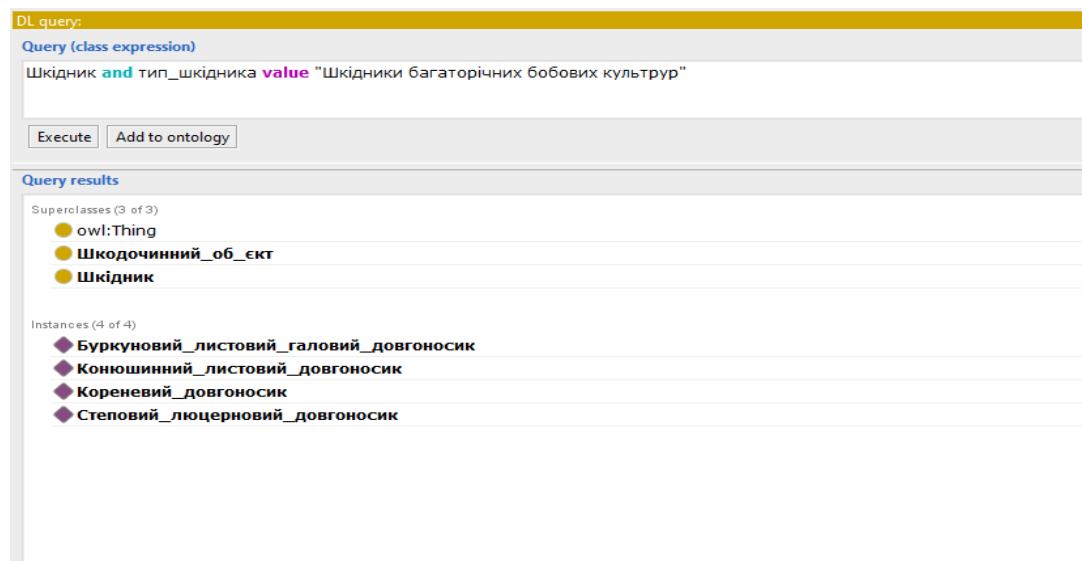 DL query:
Query (class expression)
Шкідник and тип_шкідника value "Шкідники багаторічних бобових культрур"
Execute Add to ontology
Query results
Superclasses (3 of 3)
owl:Thing
Шкодочинний_об_єкт
Шкідник
Instances (4 of 4)
Буркуновий_листовий_галовий_довгоносик
Конюшинний_листовий_довгоносик
Кореневий_довгоносик
Степовий_люцерновий_довгоносик